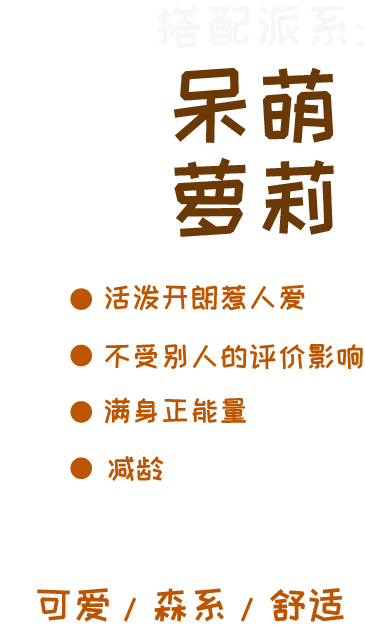 搭配派系:
呆萌
萝莉
● 活泼开朗惹人爱
● 不受别人的评价影响
● 满身正能量
● 减龄
可爱 / 森系 / 舒适